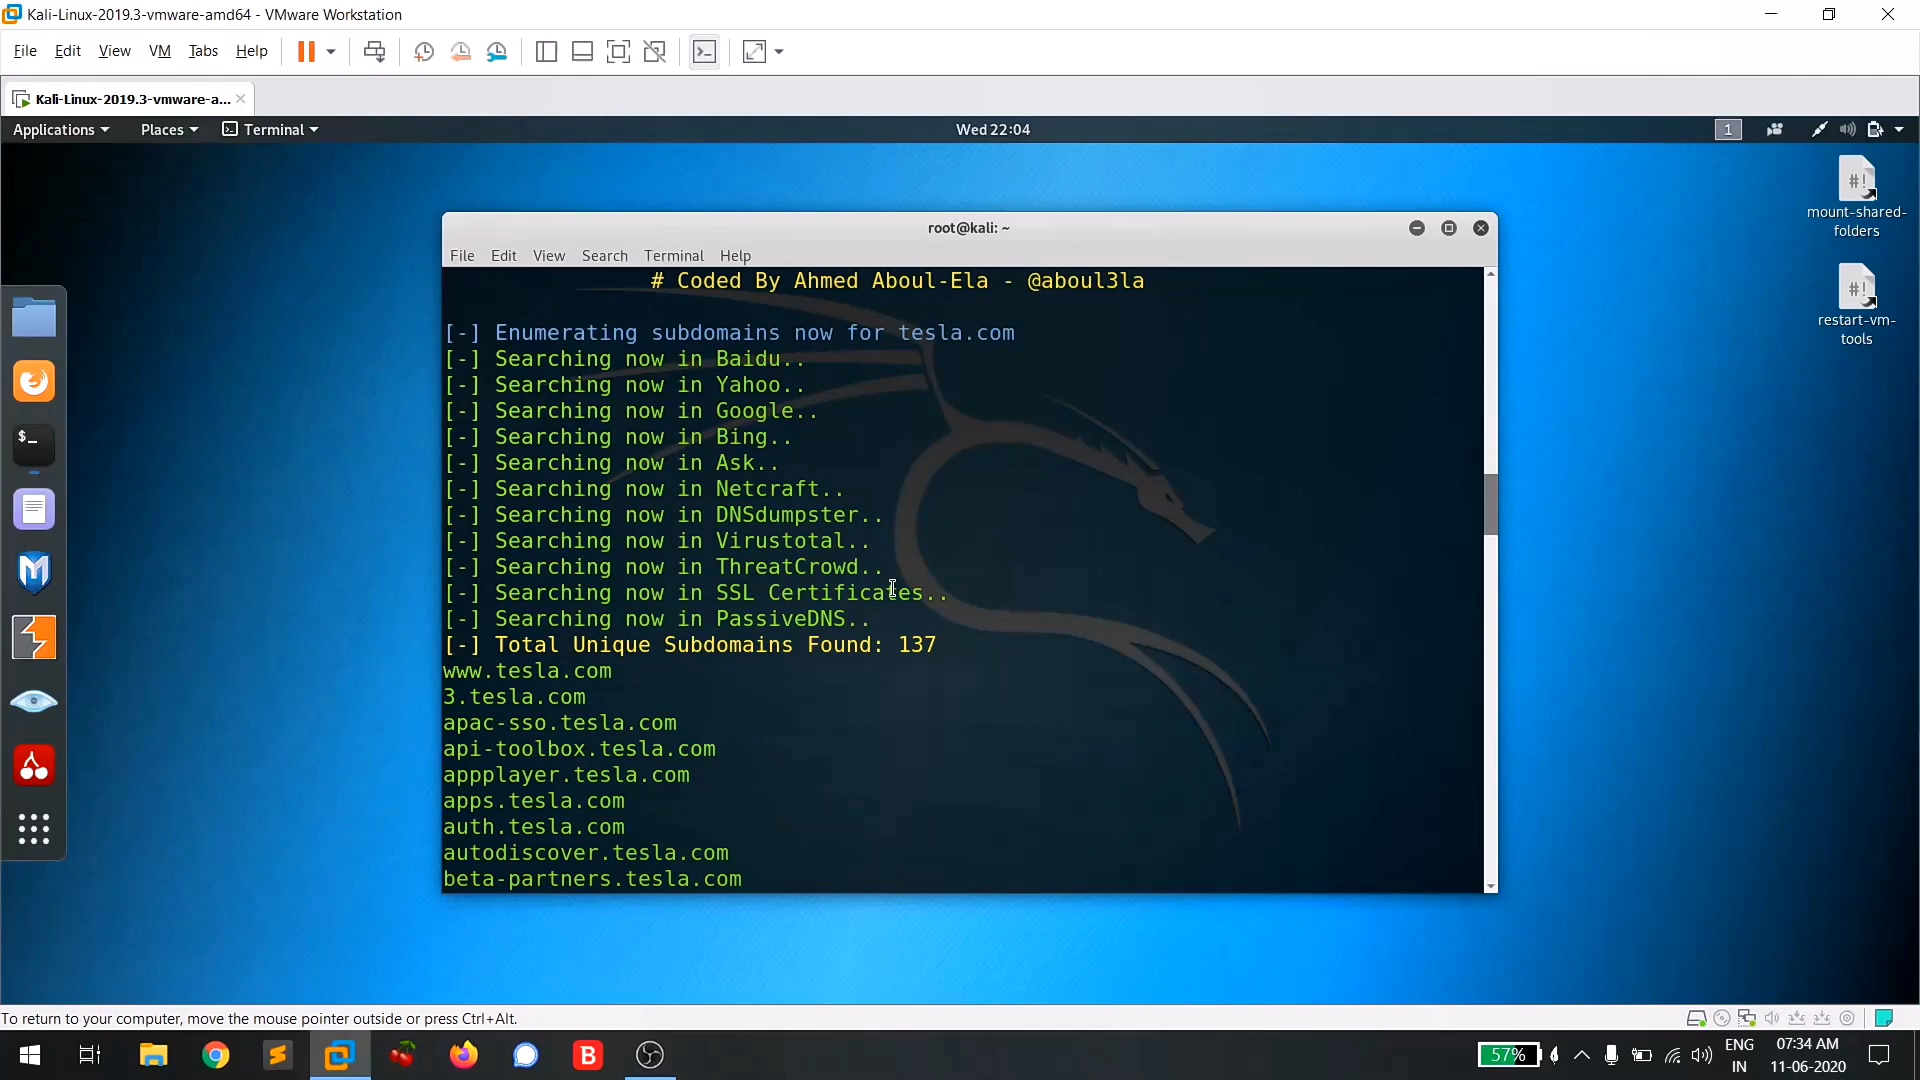 Kali-Linux-2019.3-vmware-amd64 - VMware Workstation
File Edit View VM Tabs Help
Kali-Linux-2019.3-vmware-a...
Applications Places Terminal Wed 22:04 1
mount-shared-folders
restart-vm-tools
root@kali: ~
File Edit View Search Terminal Help
# Coded By Ahmed Aboul-Ela - @aboul3la
[-] Enumerating subdomains now for tesla.com
[-] Searching now in Baidu..
[-] Searching now in Yahoo..
[-] Searching now in Google..
[-] Searching now in Bing..
[-] Searching now in Ask..
[-] Searching now in Netcraft..
[-] Searching now in DNSdumpster..
[-] Searching now in Virustotal..
[-] Searching now in ThreatCrowd..
[-] Searching now in SSL Certificates..
[-] Searching now in PassiveDNS..
[-] Total Unique Subdomains Found: 137
www.tesla.com
3.tesla.com
apac-sso.tesla.com
api-toolbox.tesla.com
appplayer.tesla.com
apps.tesla.com
auth.tesla.com
autodiscover.tesla.com
beta-partners.tesla.com
To return to your computer, move the mouse pointer outside or press Ctrl+Alt.
57% ENG 07:34 AM
IN 11-06-2020